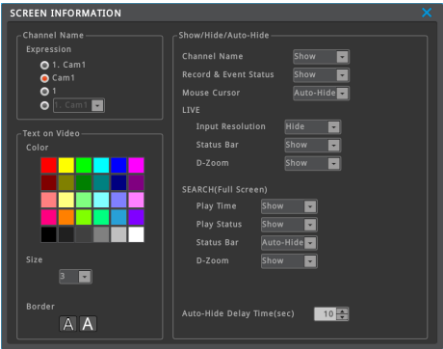 SCREEN INFORMATION
Channel Name
Expression
1. Cam1
Cam1
1
1. Cam1
Text on Video
Color
Size
3
Border
A A
Show/Hide/Auto-Hide
Channel Name Show
Record & Event Status Show
Mouse Cursor Auto-Hide
LIVE
Input Resolution Hide
Status Bar Show
D-Zoom Show
SEARCH(Full Screen)
Play Time Show
Play Status Show
Status Bar Auto-Hide
D-Zoom Show
Auto-Hide Delay Time(sec) 10